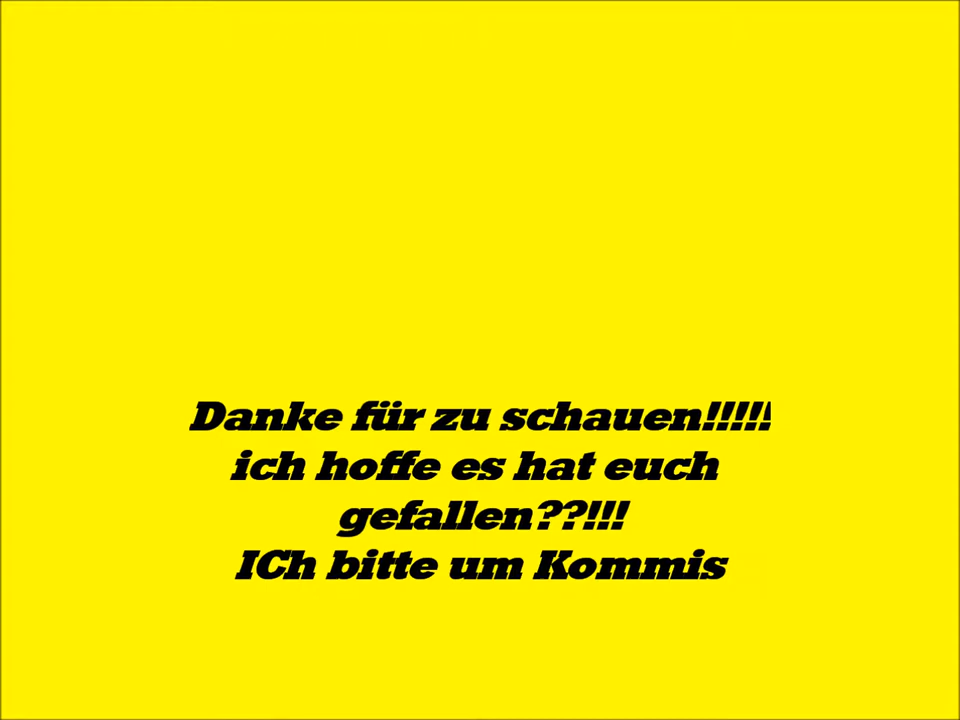 Danke für zu schauen!!!!!
ich hoffe es hat euch
gefallen??!!!
ICh bitte um Kommis